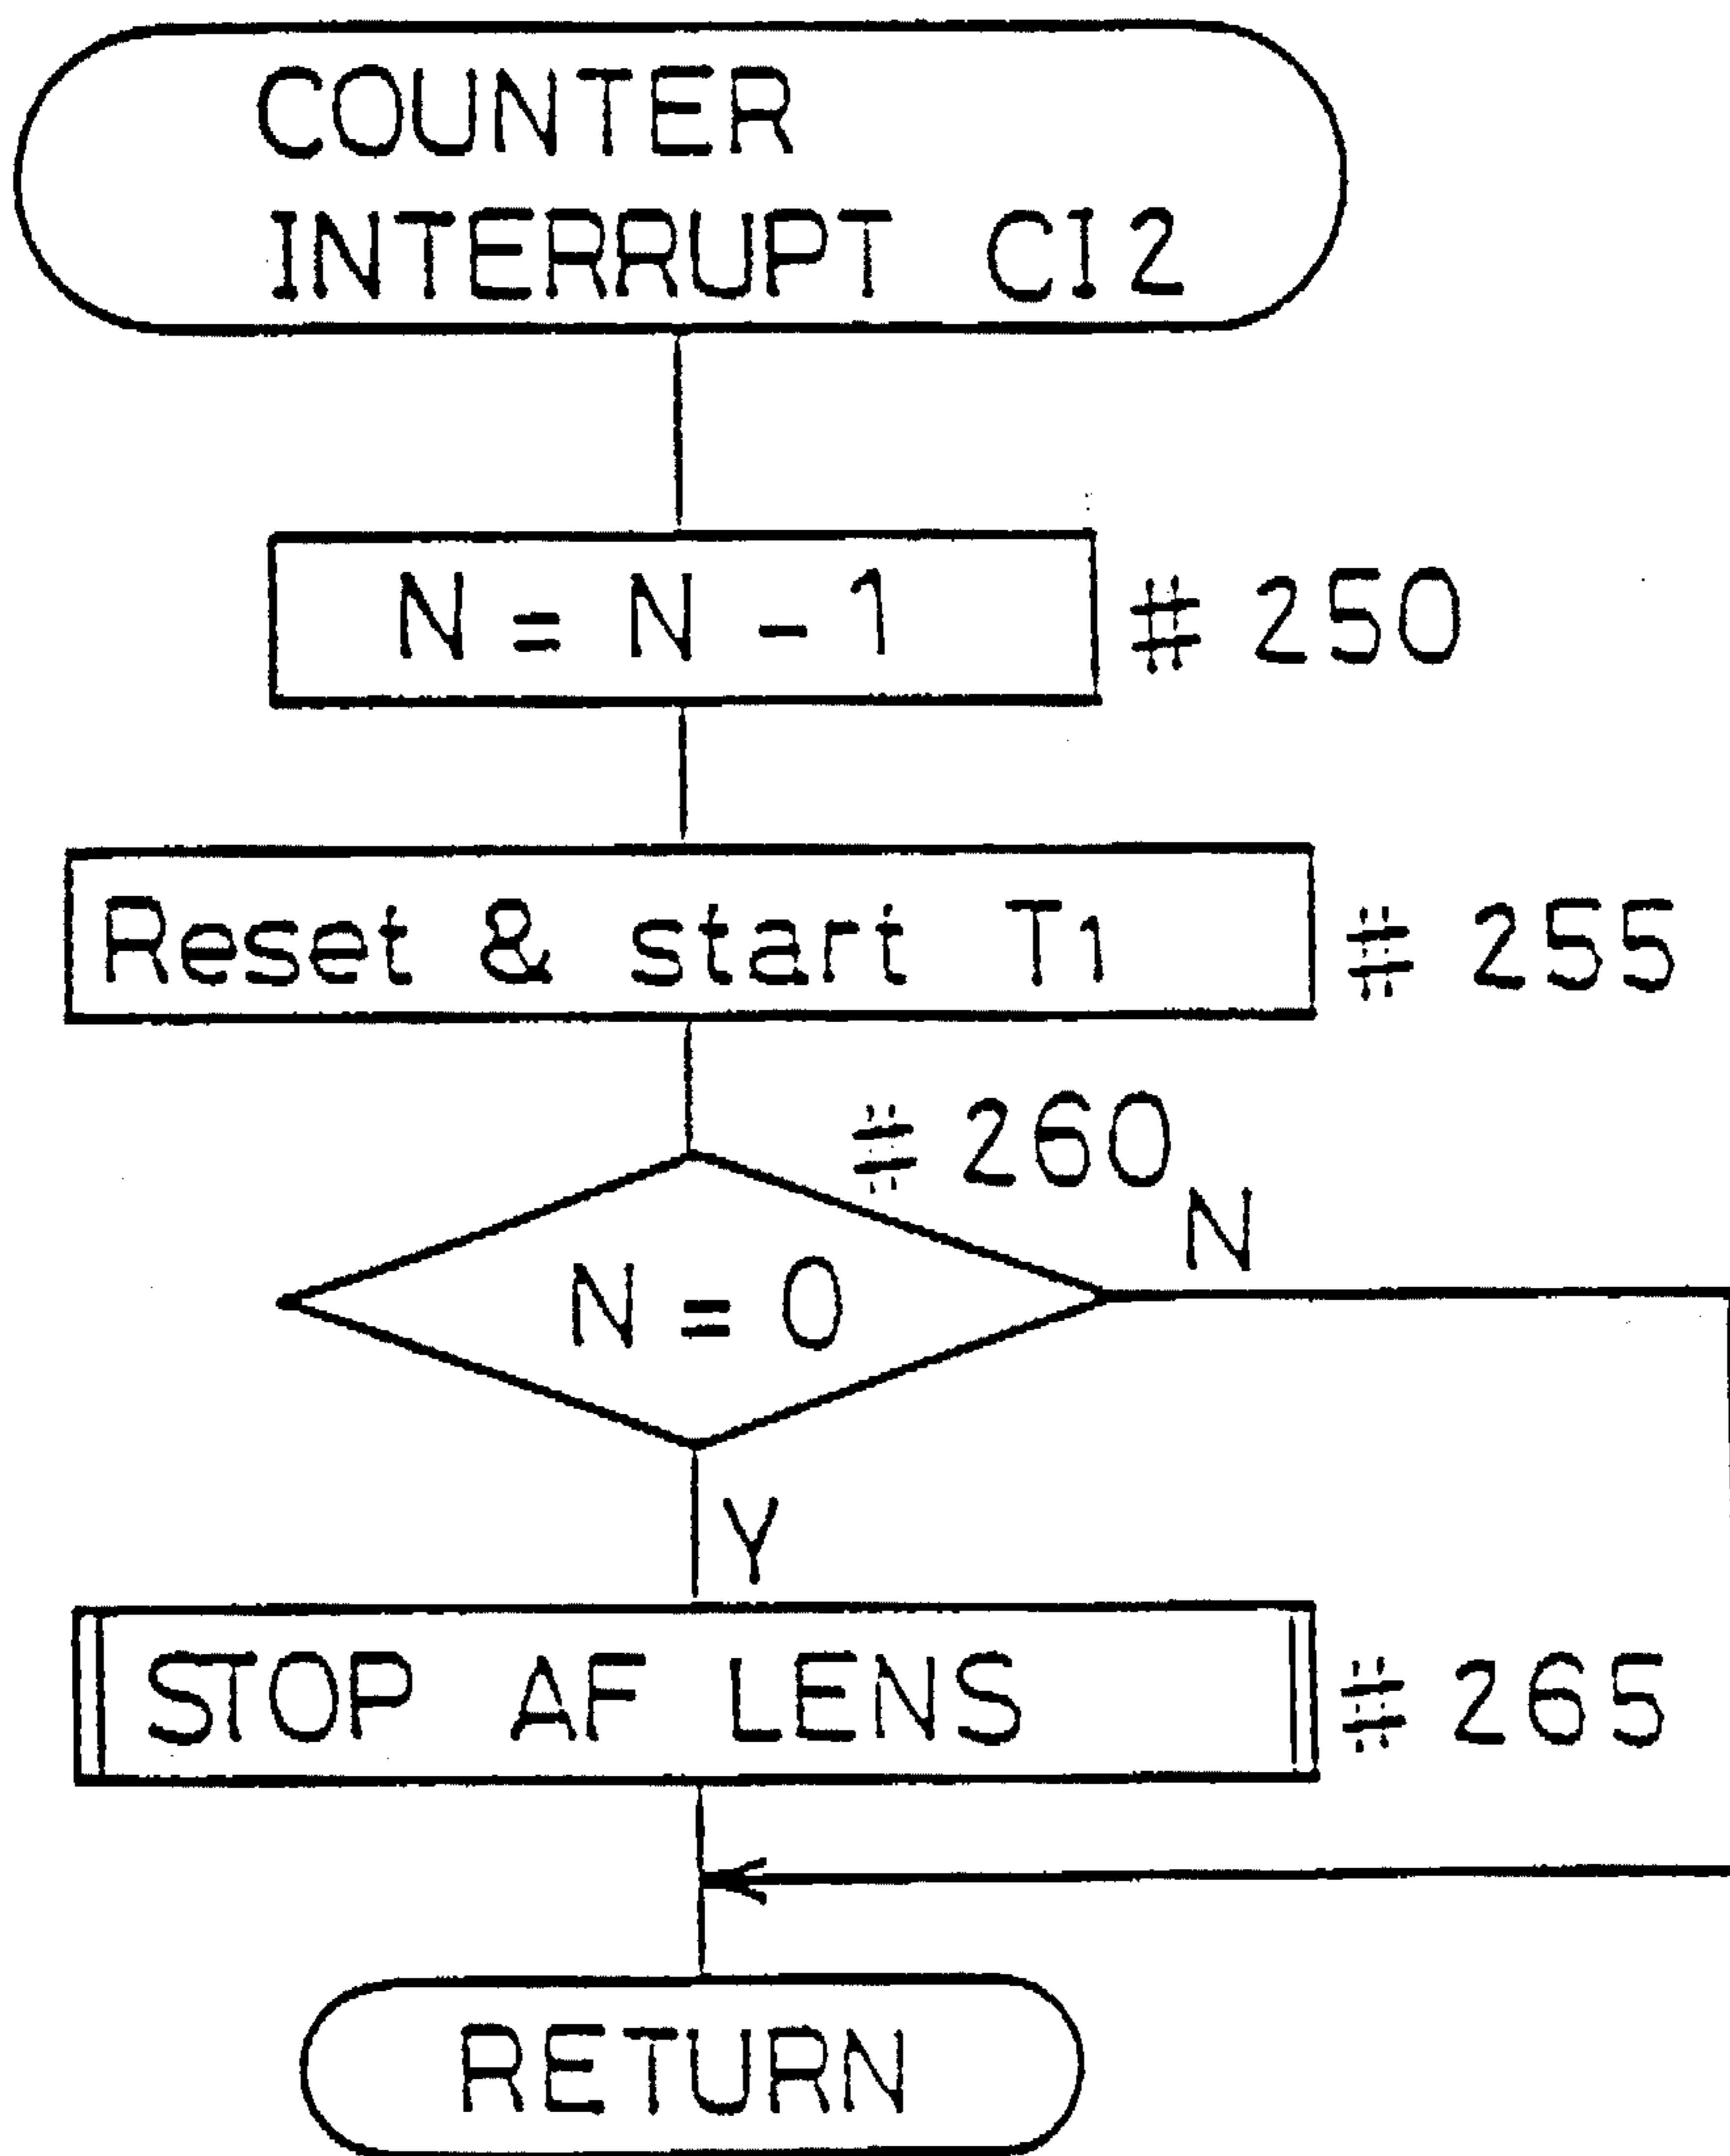 COUNTER
INTERRUPT CI2
N = N - 1 # 250
Reset & start T1 # 255
# 260
N
N = 0
Y
STOP AF LENS # 265
RETURN